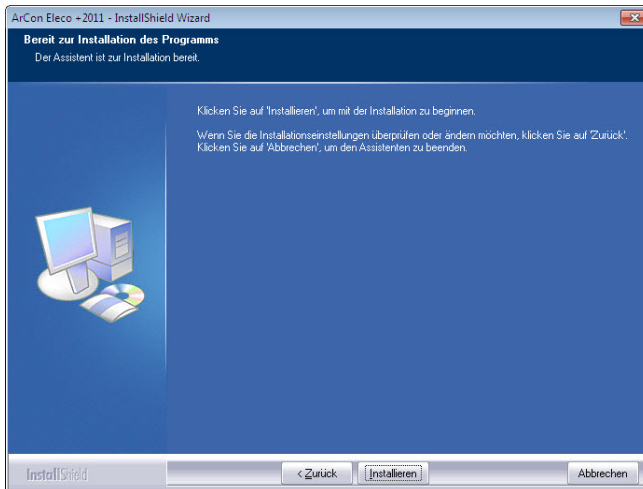 ArCon Eleco +2011 - InstallShield Wizard
Bereit zur Installation des Programms
Der Assistent ist zur Installation bereit.
Klicken Sie auf 'Installieren', um mit der Installation zu beginnen.
Wenn Sie die Installationseinstellungen überprüfen oder ändern möchten, klicken Sie auf 'Zurück'.
Klicken Sie auf 'Abbrechen', um den Assistenten zu beenden.
InstallShield
< Zurück
Installieren
Abbrechen